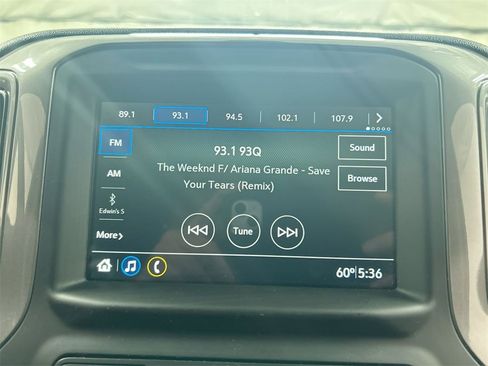 89.1 93.1 94.5 102.1 107.9
FM
93.1 93Q
Sound
The Weeknd F/ Ariana Grande - Save
Your Tears (Remix)
AM
Browse
Edwin's S
Tune
More
60° 5:36